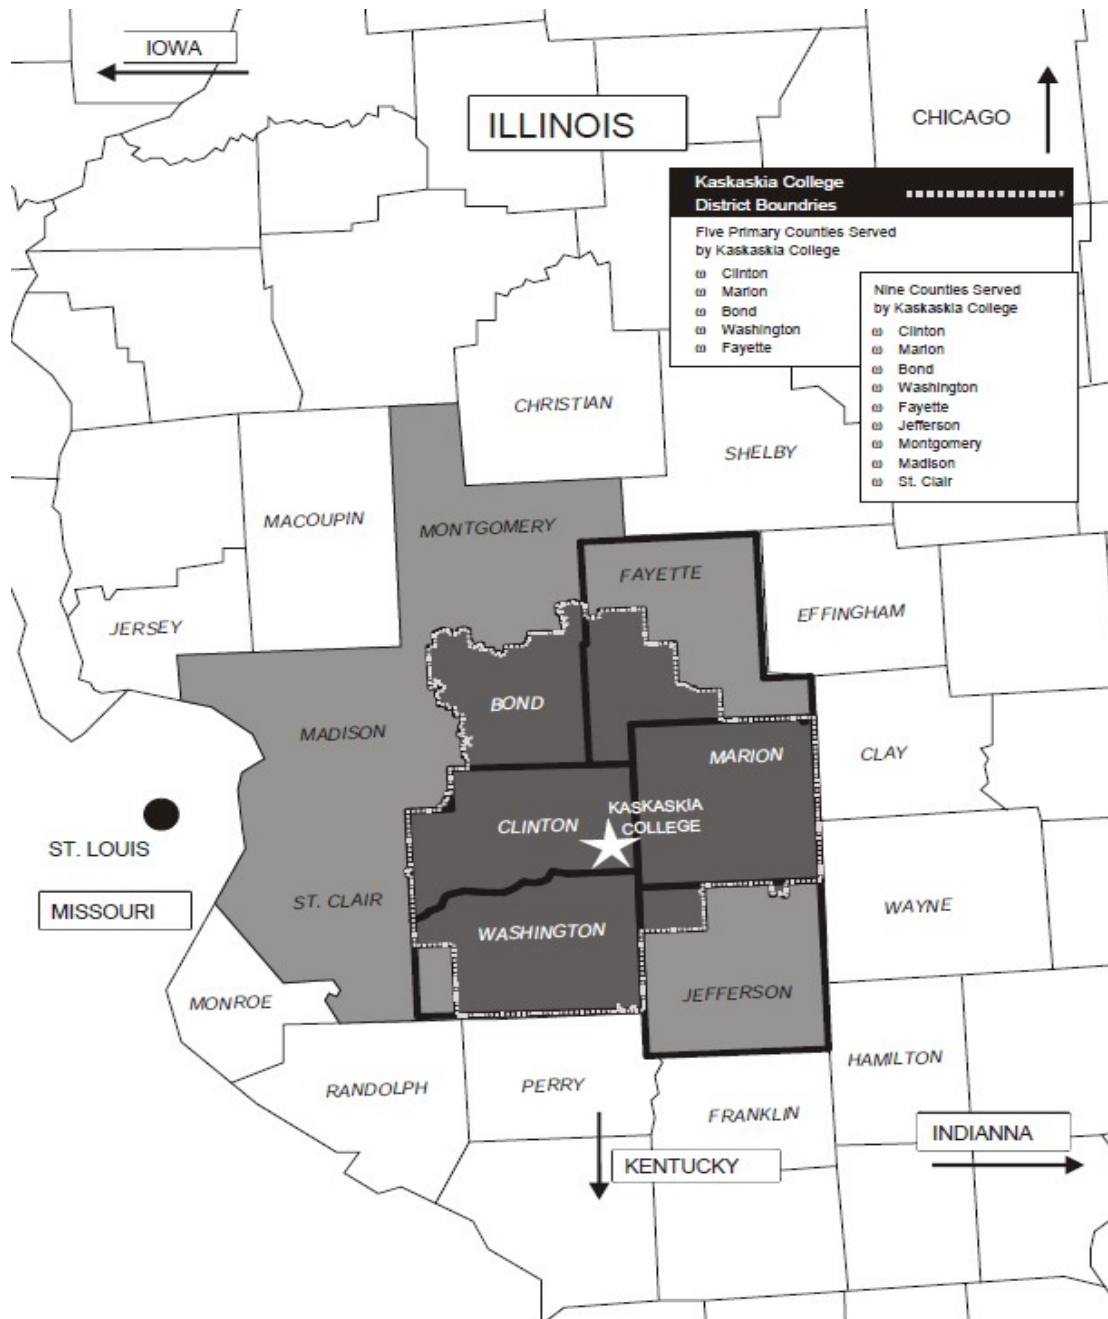 IOWA
ILLINOIS
CHICAGO
Kaskaskia College
District Boundries
Five Primary Counties Served
by Kaskaskia College
ω Clinton
ω Marion
ω Bond
ω Washington
ω Fayette
Nine Counties Served
by Kaskaskia College
ω Clinton
ω Marion
ω Bond
ω Washington
ω Fayette
ω Jefferson
ω Montgomery
ω Madison
ω St. Clair
CHRISTIAN
SHELBY
MACOUPIN
MONTGOMERY
FAYETTE
EFFINGHAM
JERSEY
BOND
MADISON
MARION
CLAY
KASKASKIA
COLLEGE
CLINTON
ST. LOUIS
MISSOURI
ST. CLAIR
WAYNE
WASHINGTON
MONROE
JEFFERSON
HAMILTON
RANDOLPH
PERRY
FRANKLIN
INDIANNA
KENTUCKY